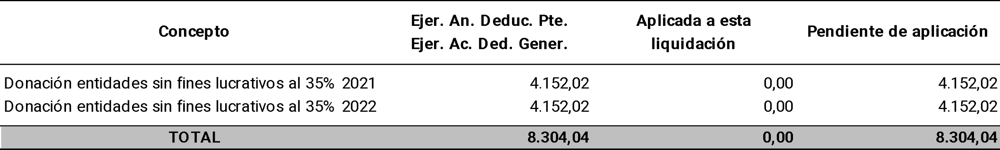 Concepto Ejer. An. Deduc. Pte. Ejer. Ac. Ded. Gener. Aplicada a esta liquidación Pendiente de aplicación
Donación entidades sin fines lucrativos al 35% 2021 4.152,02 0,00 4.152,02
Donación entidades sin fines lucrativos al 35% 2022 4.152,02 0,00 4.152,02
TOTAL 8.304,04 0,00 8.304,04